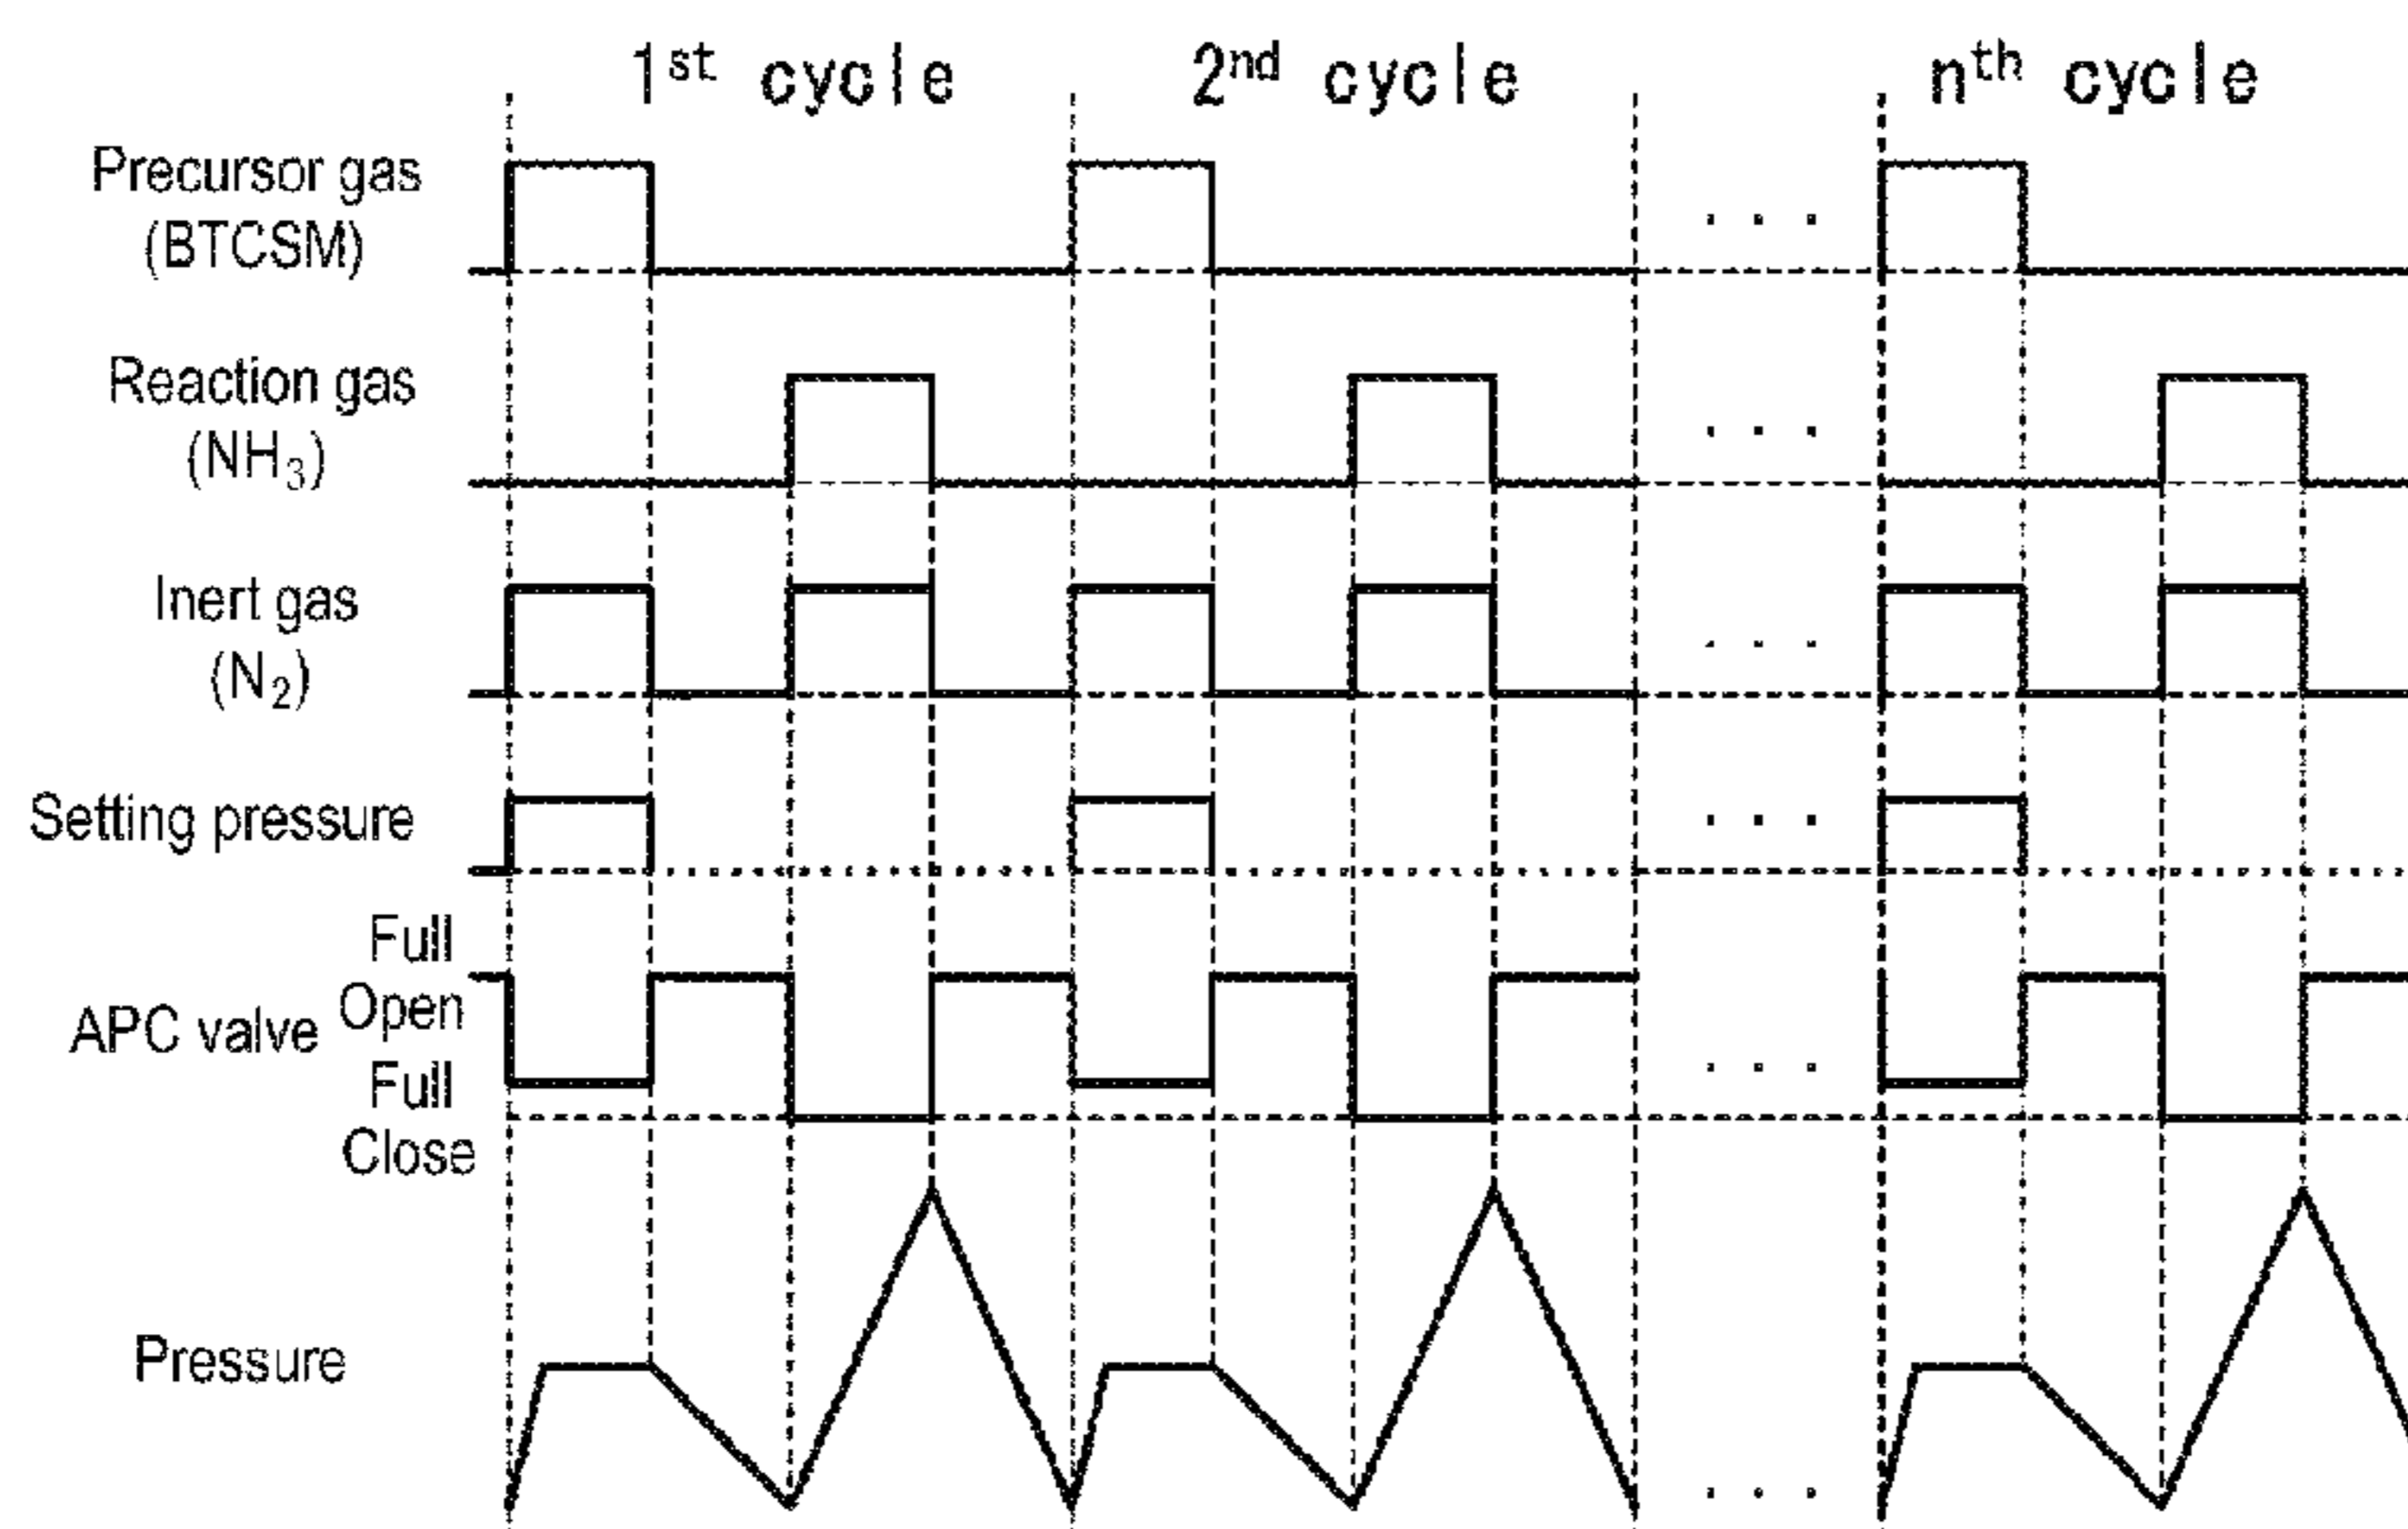 1st cycle 2nd cycle nth cycle
Precursor gas
(BTCSM)
. . .
Reaction gas
(NH3)
. . .
Inert gas
(N2)
. . .
Setting pressure
. . .
Full
Open
APC valve
Full
Close
. . .
Pressure
. . .